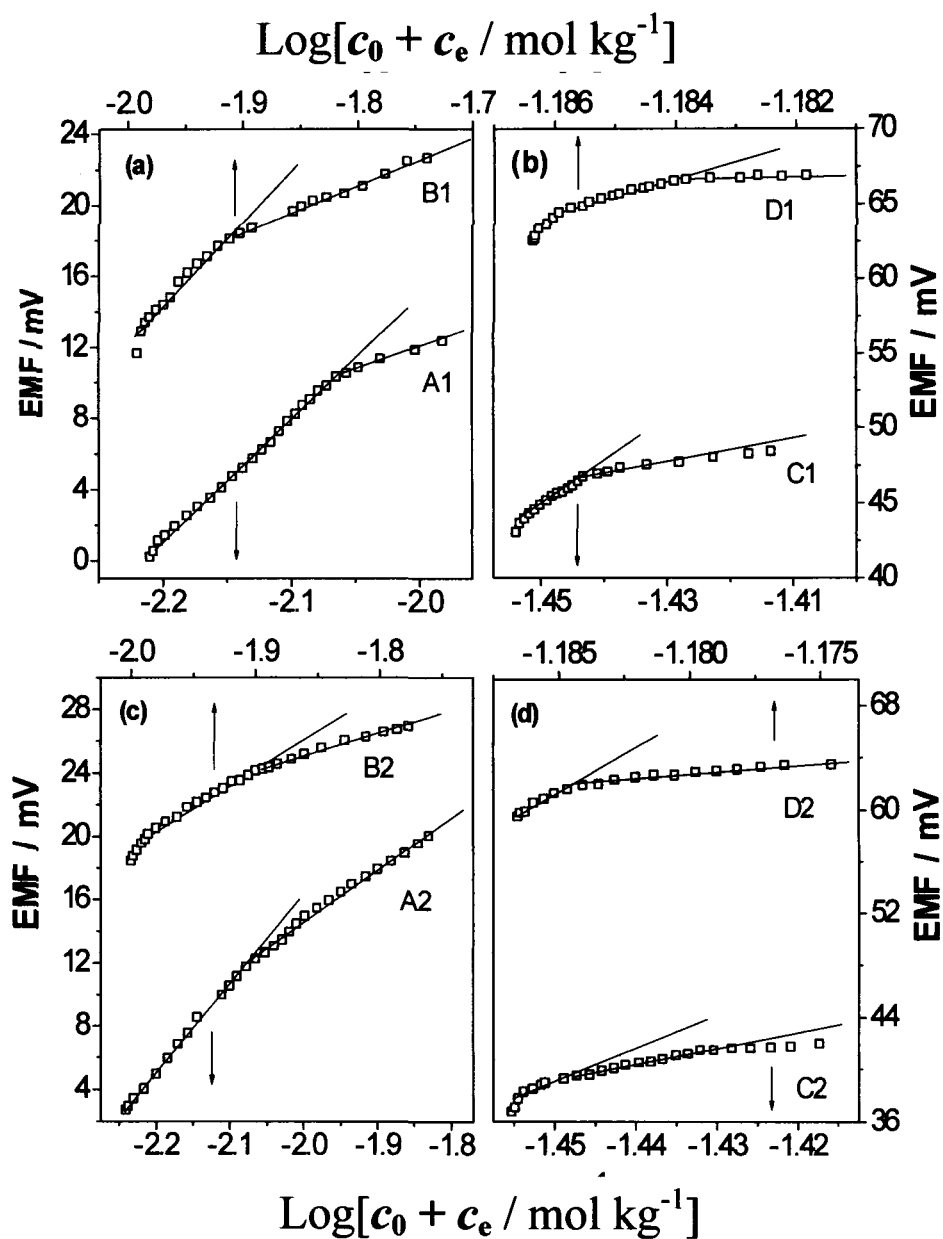 Log[c₀ + cₑ / mol kg⁻¹]
-2.0 -1.9 -1.8 -1.7
-1.186 -1.184 -1.182
(a)
(b)
B1
A1
D1
C1
24
20
16
12
8
4
0
EMF / mV
70
65
60
55
50
45
40
EMF / mV
-2.2 -2.1 -2.0
-1.45 -1.43 -1.41
-2.0 -1.9 -1.8
-1.185 -1.180 -1.175
(c)
(d)
B2
A2
D2
C2
28
24
20
16
12
8
4
EMF / mV
68
60
52
44
36
EMF / mV
-2.2 -2.1 -2.0 -1.9 -1.8
-1.45 -1.44 -1.43 -1.42
Log[c₀ + cₑ / mol kg⁻¹]